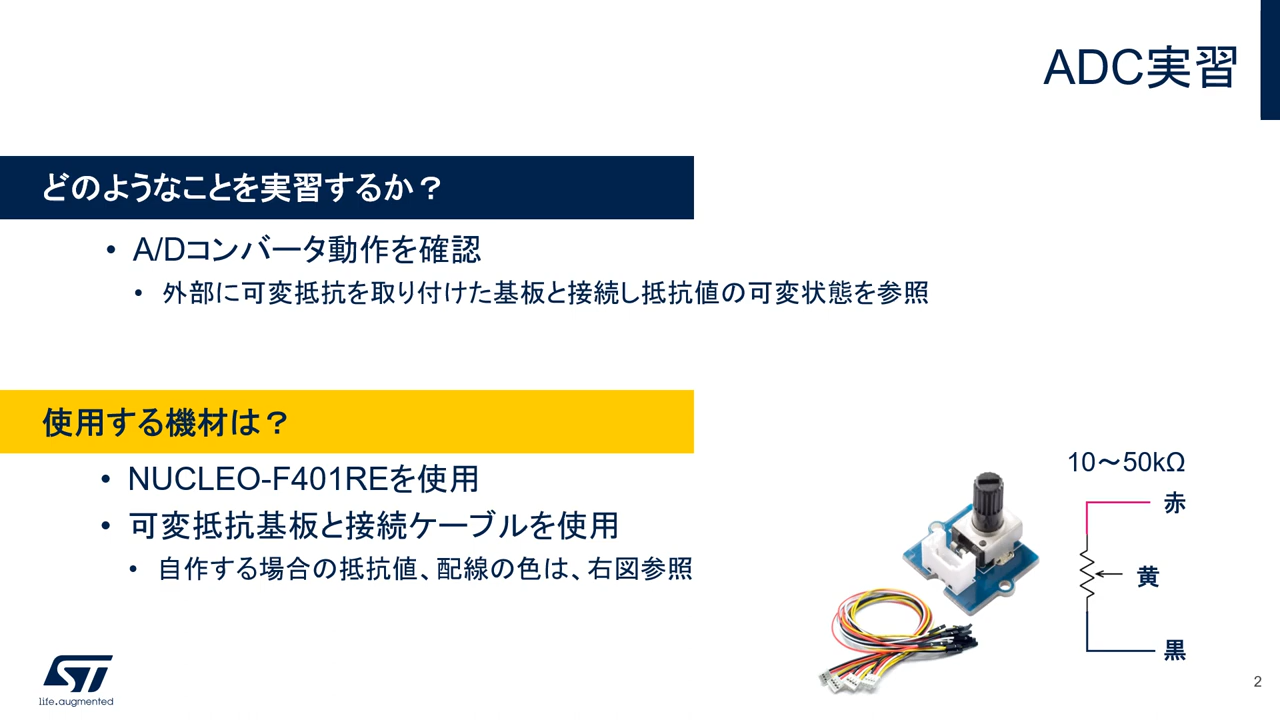 ADC実習
どのようなことを実習するか？
• A/Dコンバータ動作を確認
• 外部に可変抵抗を取り付けた基板と接続し抵抗値の可変状態を参照
使用する機材は？
• NUCLEO-F401REを使用
• 可変抵抗基板と接続ケーブルを使用
• 自作する場合の抵抗値、配線の色は、右図参照
10～50kΩ
赤
黄
黒
ST
life.augmented
2